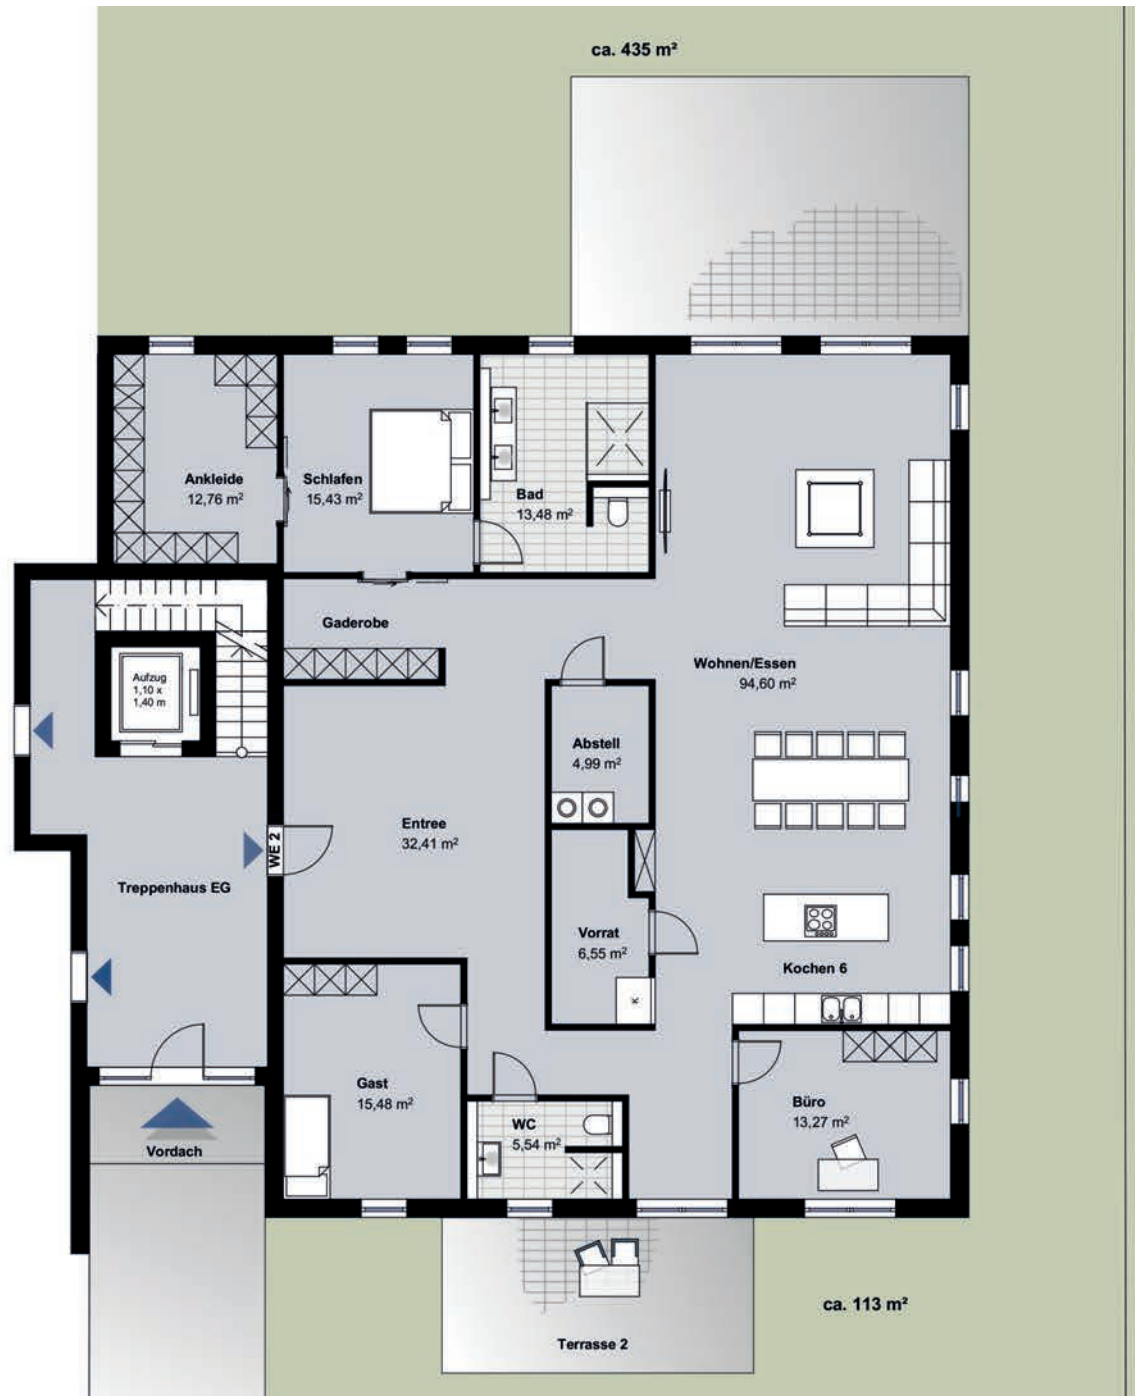 ca. 435 m²
Ankleide
12,76 m²
Schlafen
15,43 m²
Bad
13,48 m²
Gaderobe
Aufzug
1,10 x
1,40 m
Wohnen/Essen
94,60 m²
Abstell
4,99 m²
Entree
32,41 m²
WE 2
Treppenhaus EG
Vorrat
6,55 m²
K
Kochen 6
Gast
15,48 m²
WC
5,54 m²
Büro
13,27 m²
Vordach
ca. 113 m²
Terrasse 2